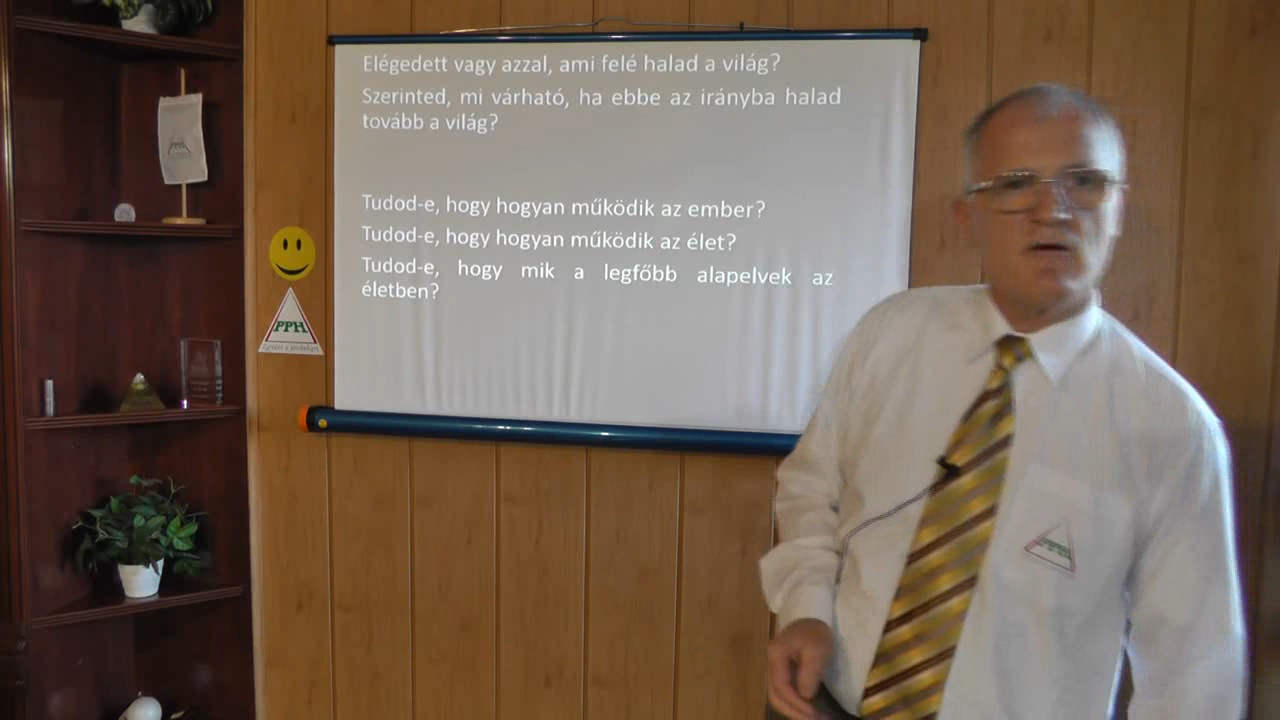 Elégedett vagy azzal, ami felé halad a világ?
Szerinted, mi várható, ha ebbe az irányba halad
tovább a világ?
Tudod-e, hogy hogyan működik az ember?
Tudod-e, hogy hogyan működik az élet?
Tudod-e, hogy mik a legfőbb alapelvek az
életben?
PPH